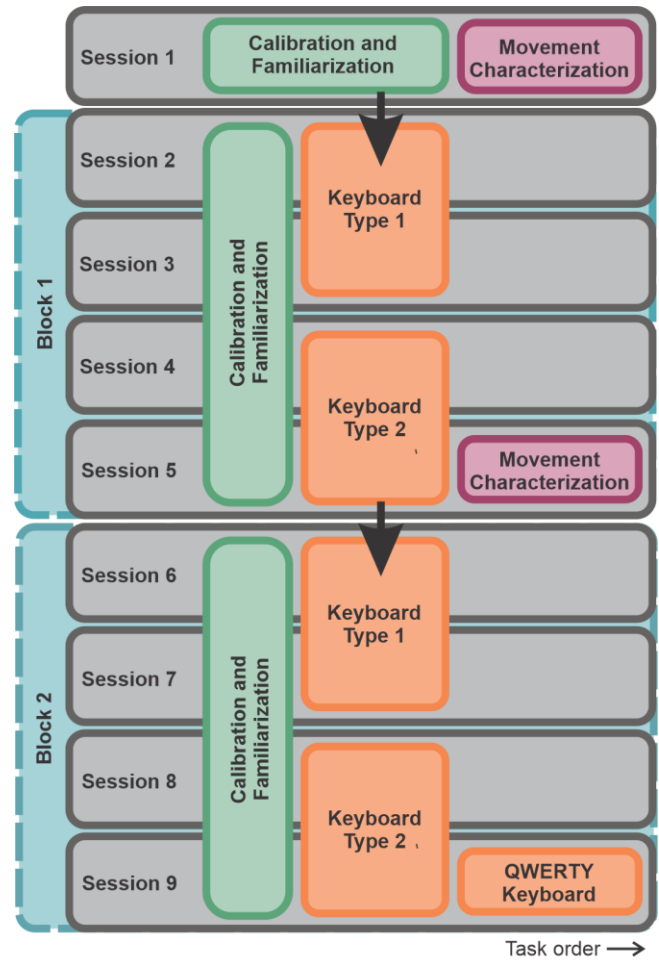 Session 1
Calibration and
Familiarization
Movement
Characterization
Block 1
Session 2
Session 3
Session 4
Session 5
Calibration and
Familiarization
Keyboard
Type 1
Keyboard
Type 2
Movement
Characterization
Block 2
Session 6
Session 7
Session 8
Session 9
Calibration and
Familiarization
Keyboard
Type 1
Keyboard
Type 2
QWERTY
Keyboard
Task order